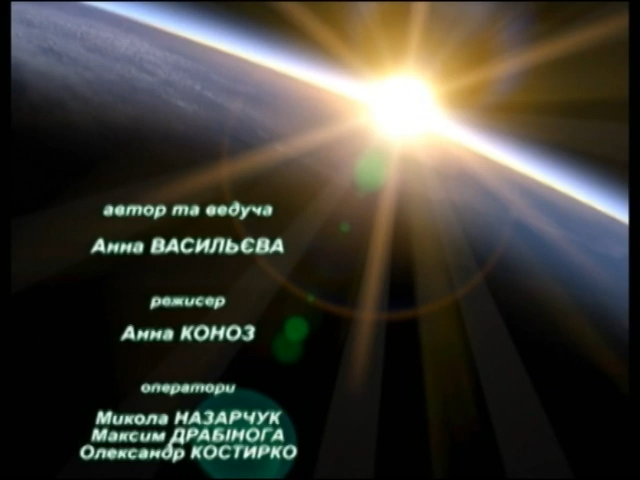 автор та ведуча
Анна ВАСИЛЬЄВА
режисер
Анна КОНОЗ
оператори
Микола НАЗАРЧУК
Максим ДРАБІНОГА
Олександр КОСТИРКО